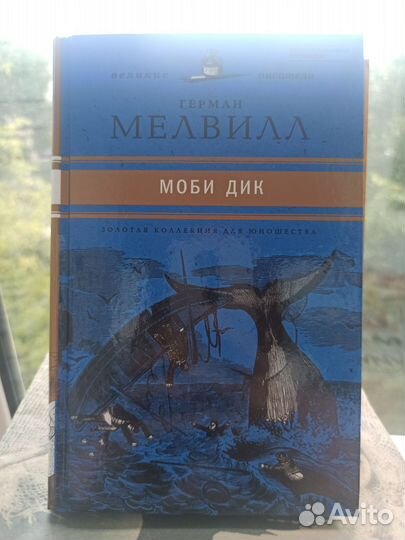 великие писатели
ГЕРМАН
МЕЛВИЛЛ
МОБИ ДИК
ЗОЛОТАЯ КОЛЛЕКЦИЯ ДЛЯ ЮНОШЕСТВА
Avito